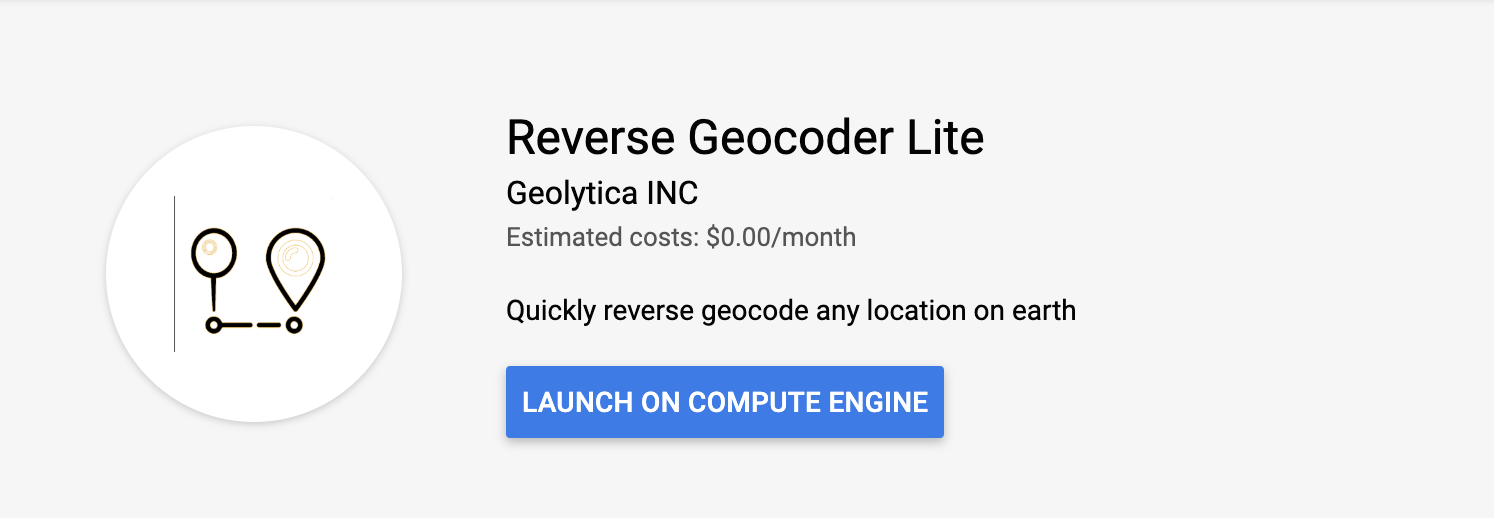 Reverse Geocoder Lite
Geolytica INC
Estimated costs: $0.00/month
Quickly reverse geocode any location on earth
LAUNCH ON COMPUTE ENGINE